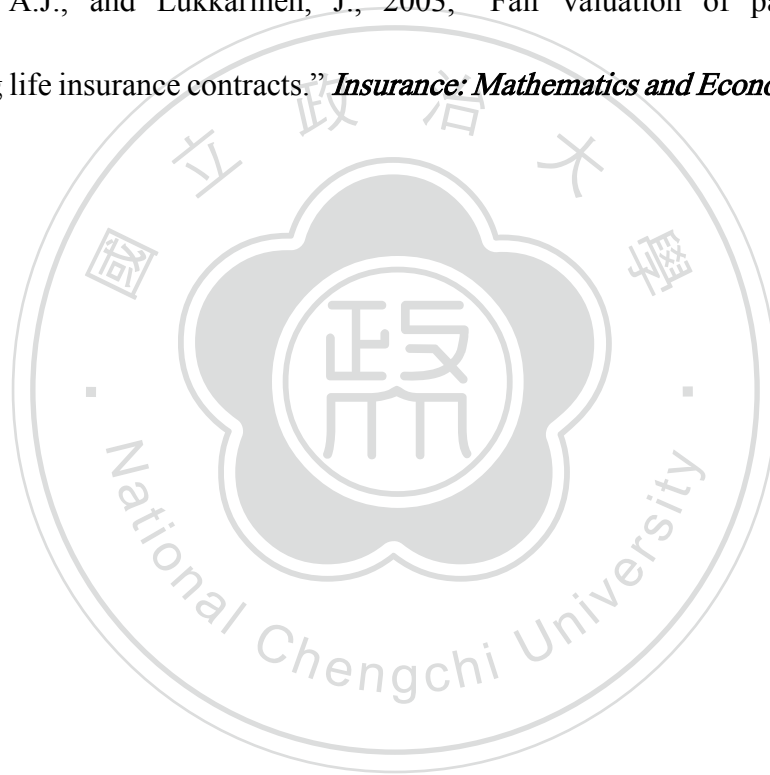 A.J., and Lukkarinen, J., 2003, “Fair valuation of pa
g life insurance contracts.” Insurance: Mathematics and Econo
國立政治大學
政大
National Chengchi University